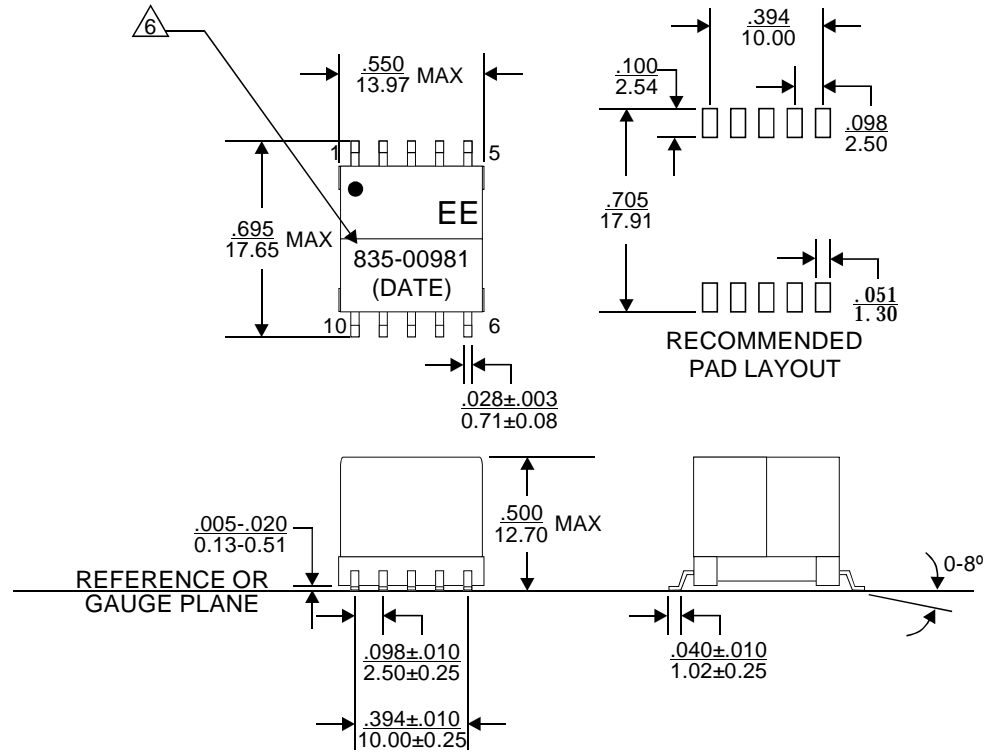 6
.550
13.97 MAX
.394
10.00
.100
2.54
.098
2.50
1
5
EE
.695
17.65 MAX
.705
17.91
835-00981
(DATE)
10
6
.051
1.30
RECOMMENDED
PAD LAYOUT
.028±.003
0.71±0.08
.500
12.70 MAX
.005-.020
0.13-0.51
REFERENCE OR
GAUGE PLANE
0-8º
.098±.010
2.50±0.25
.040±.010
1.02±0.25
.394±.010
10.00±0.25